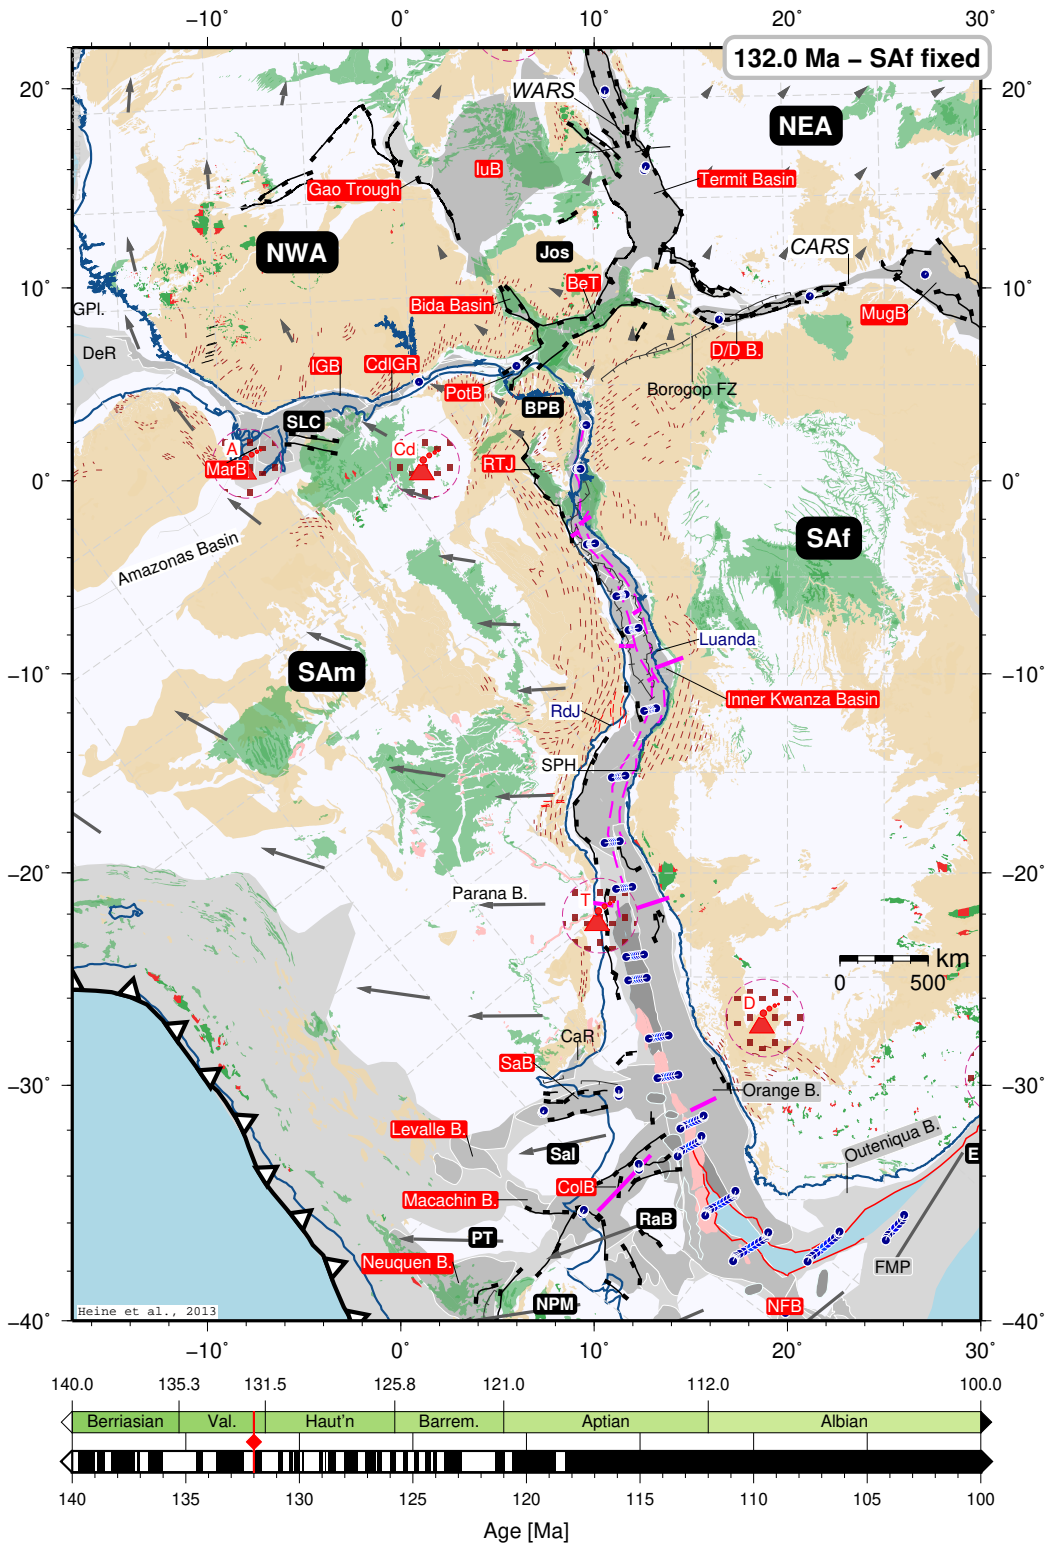 −10˚ 0˚ 10˚ 20˚ 30˚
132.0 Ma − SAf fixed
20˚ 20˚
WARS
NEA
IuB
Termit Basin
Gao Trough
NWA
Jos
CARS
BeT
10˚ 10˚
Bida Basin
GPl.
MugB
DeR
D/D B.
IGB
CdIGR
PotB
Borogop FZ
BPB
SLC
A
Cd
MarB
RTJ
0˚ 0˚
SAf
Amazonas Basin
Luanda
SAm
−10˚ −10˚
Inner Kwanza Basin
RdJ
SPH
−20˚ −20˚
Parana B.
T
km
0 500
D
CaR
SaB
−30˚ −30˚
Orange B.
Levalle B.
Outeniqua B.
Sal
E
ColB
Macachin B.
RaB
PT
Neuquen B.
FMP
NPM
NFB
Heine et al., 2013
−40˚ −40˚
−10˚ 0˚ 10˚ 20˚ 30˚
140.0 135.3 131.5 125.8 121.0 112.0 100.0
Berriasian Val. Haut'n Barrem. Aptian Albian
140 135 130 125 120 115 110 105 100
Age [Ma]